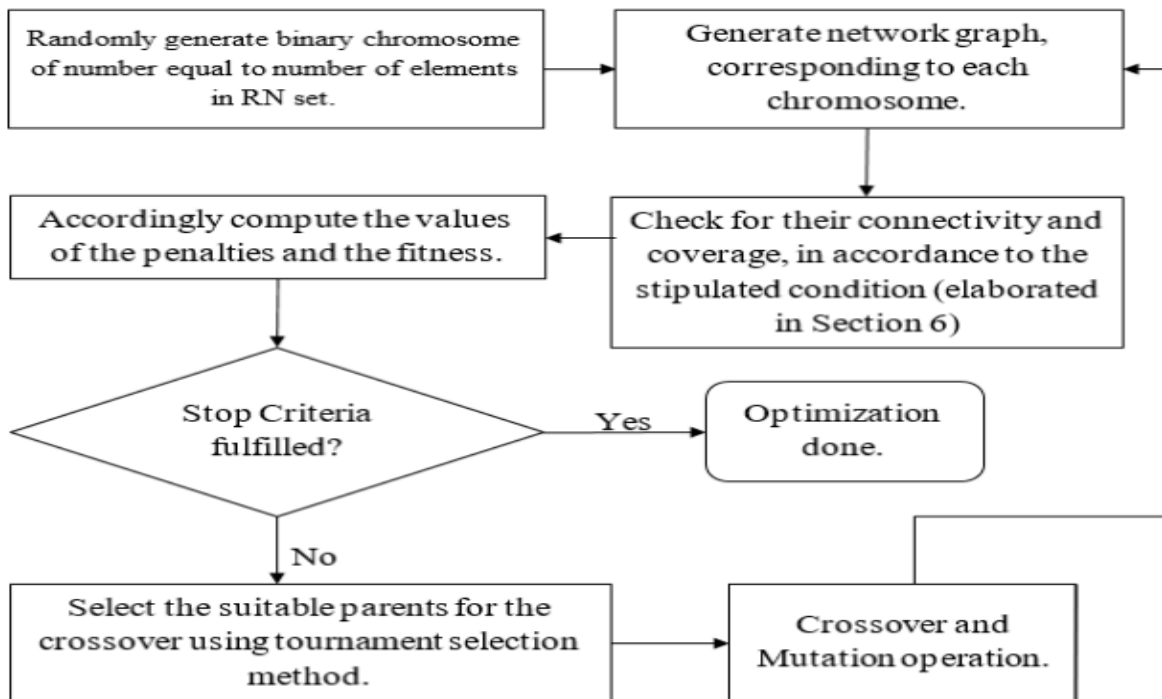 Randomly generate binary chromosome
of number equal to number of elements
in RN set.
Generate network graph,
corresponding to each
chromosome.
Accordingly compute the values
of the penalties and the fitness.
Check for their connectivity and
coverage, in accordance to the
stipulated condition (elaborated
in Section 6)
Stop Criteria
fulfilled?
Yes
Optimization
done.
No
Select the suitable parents for the
crossover using tournament selection
method.
Crossover and
Mutation operation.